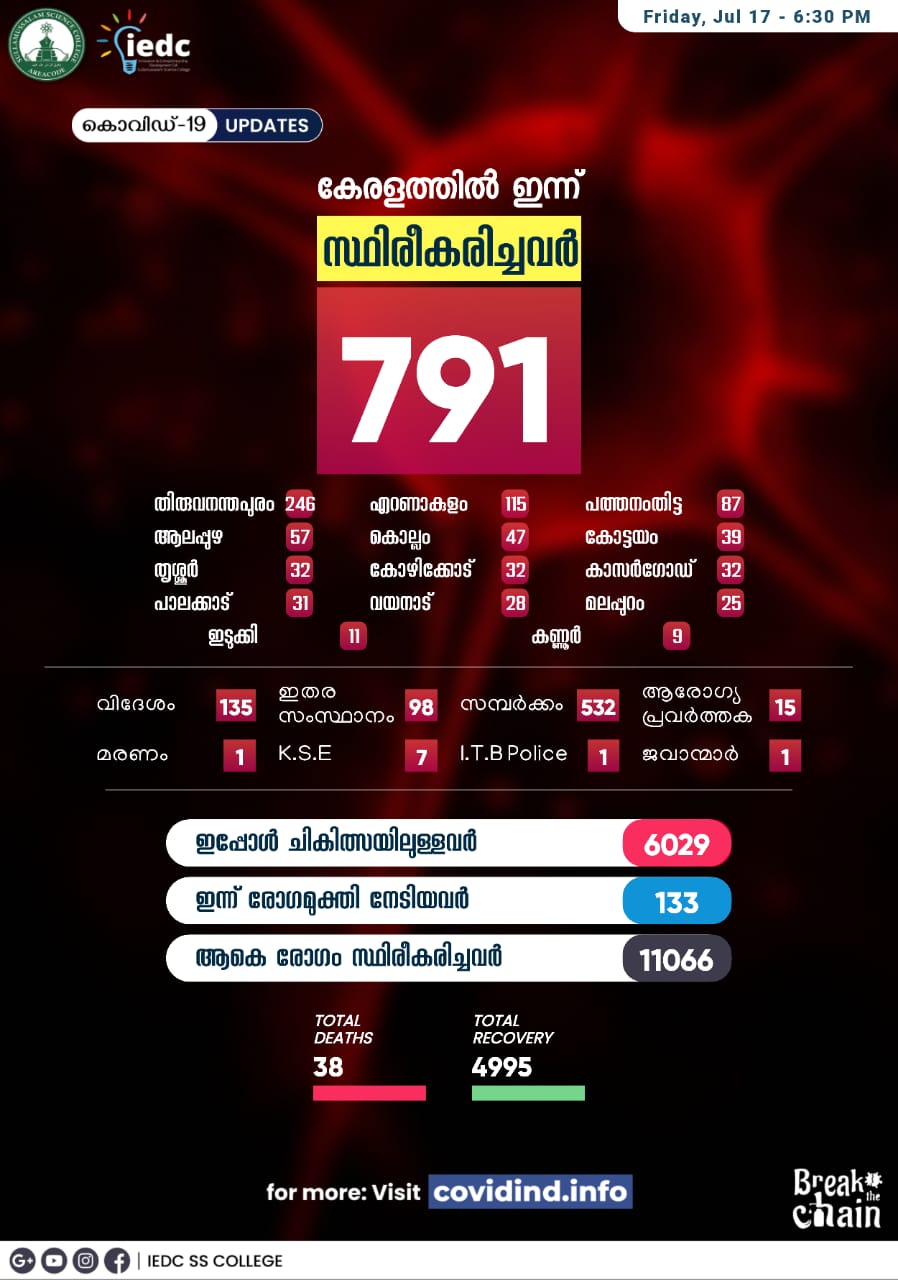 Friday, Jul 17 - 6:30 PM
SULLAMUSSALAM SCIENCE COLLEGE
AREACODE
iedc
കൊവിഡ്-19 UPDATES
കേരളത്തിൽ ഇന്ന്
സ്ഥിരീകരിച്ചവർ
791
തിരുവനന്തപുരം 246 എറണാകുളം 115 പത്തനംതിട്ട 87
ആലപ്പുഴ 57 കൊല്ലം 47 കോട്ടയം 39
തൃശ്ശൂർ 32 കോഴിക്കോട് 32 കാസർഗോഡ് 32
പാലക്കാട് 31 വയനാട് 28 മലപ്പുറം 25
ഇടുക്കി 11 കണ്ണൂർ 9
വിദേശം 135 ഇതര സംസ്ഥാനം 98 സമ്പർക്കം 532 ആരോഗ്യ പ്രവർത്തക 15
മരണം 1 K.S.E 7 I.T.B Police 1 ജവാന്മാർ 1
ഇപ്പോൾ ചികിത്സയിലുള്ളവർ 6029
ഇന്ന് രോഗമുക്തി നേടിയവർ 133
ആകെ രോഗം സ്ഥിരീകരിച്ചവർ 11066
TOTAL DEATHS
38
TOTAL RECOVERY
4995
for more: Visit covidind.info
Break the chain
G+ f | IEDC SS COLLEGE